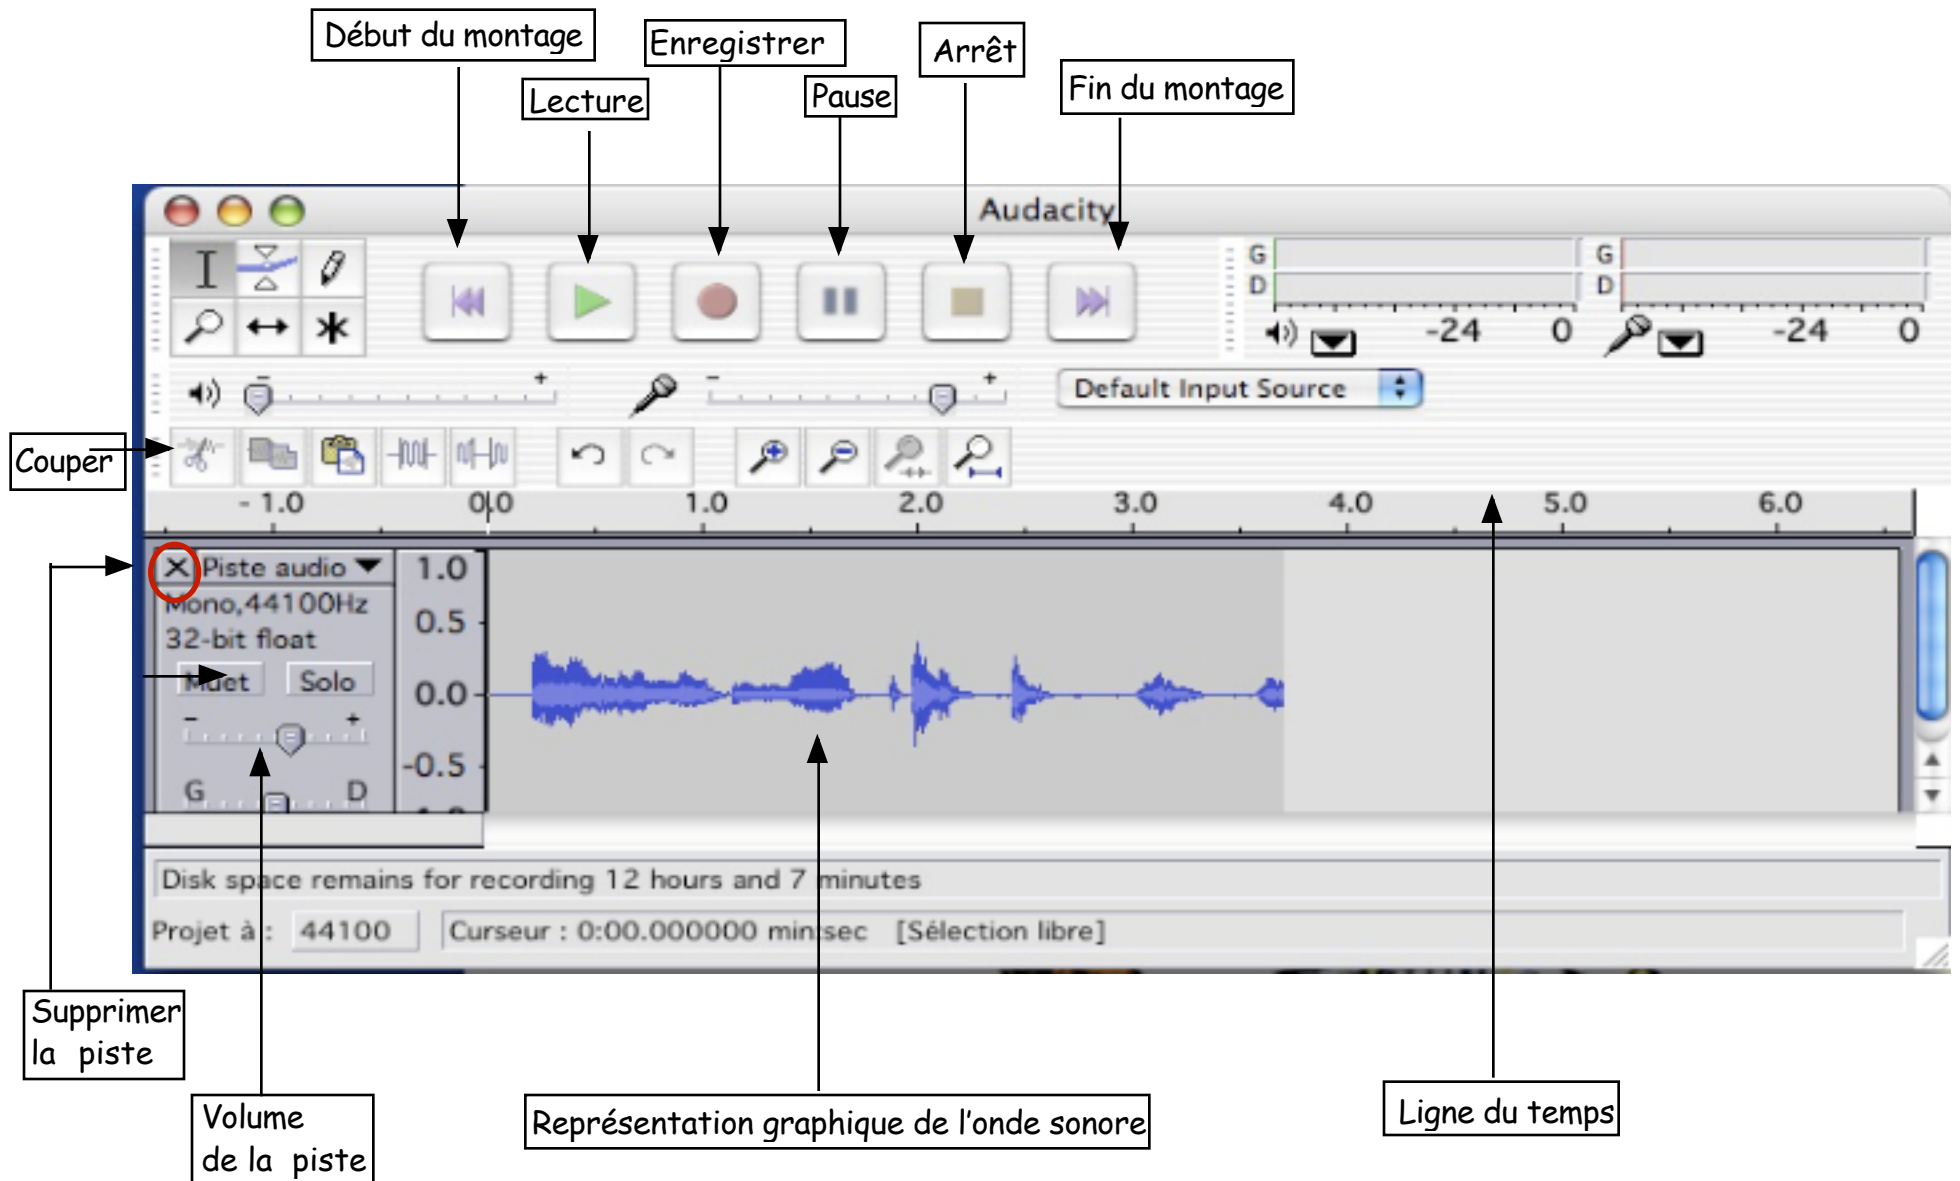 Début du montage
Enregistrer
Arrêt
Lecture
Pause
Fin du montage
Audacity
G
D
G
D
-24 0
-24 0
- +
- +
Default Input Source
Couper
- 1.0 0.0 1.0 2.0 3.0 4.0 5.0 6.0
X Piste audio
Mono,44100Hz
32-bit float
Muet Solo
- +
G D
1.0
0.5
0.0
-0.5
Disk space remains for recording 12 hours and 7 minutes
Projet à : 44100 Curseur : 0:00.000000 min:sec [Sélection libre]
Supprimer
la piste
Volume
de la piste
Représentation graphique de l'onde sonore
Ligne du temps